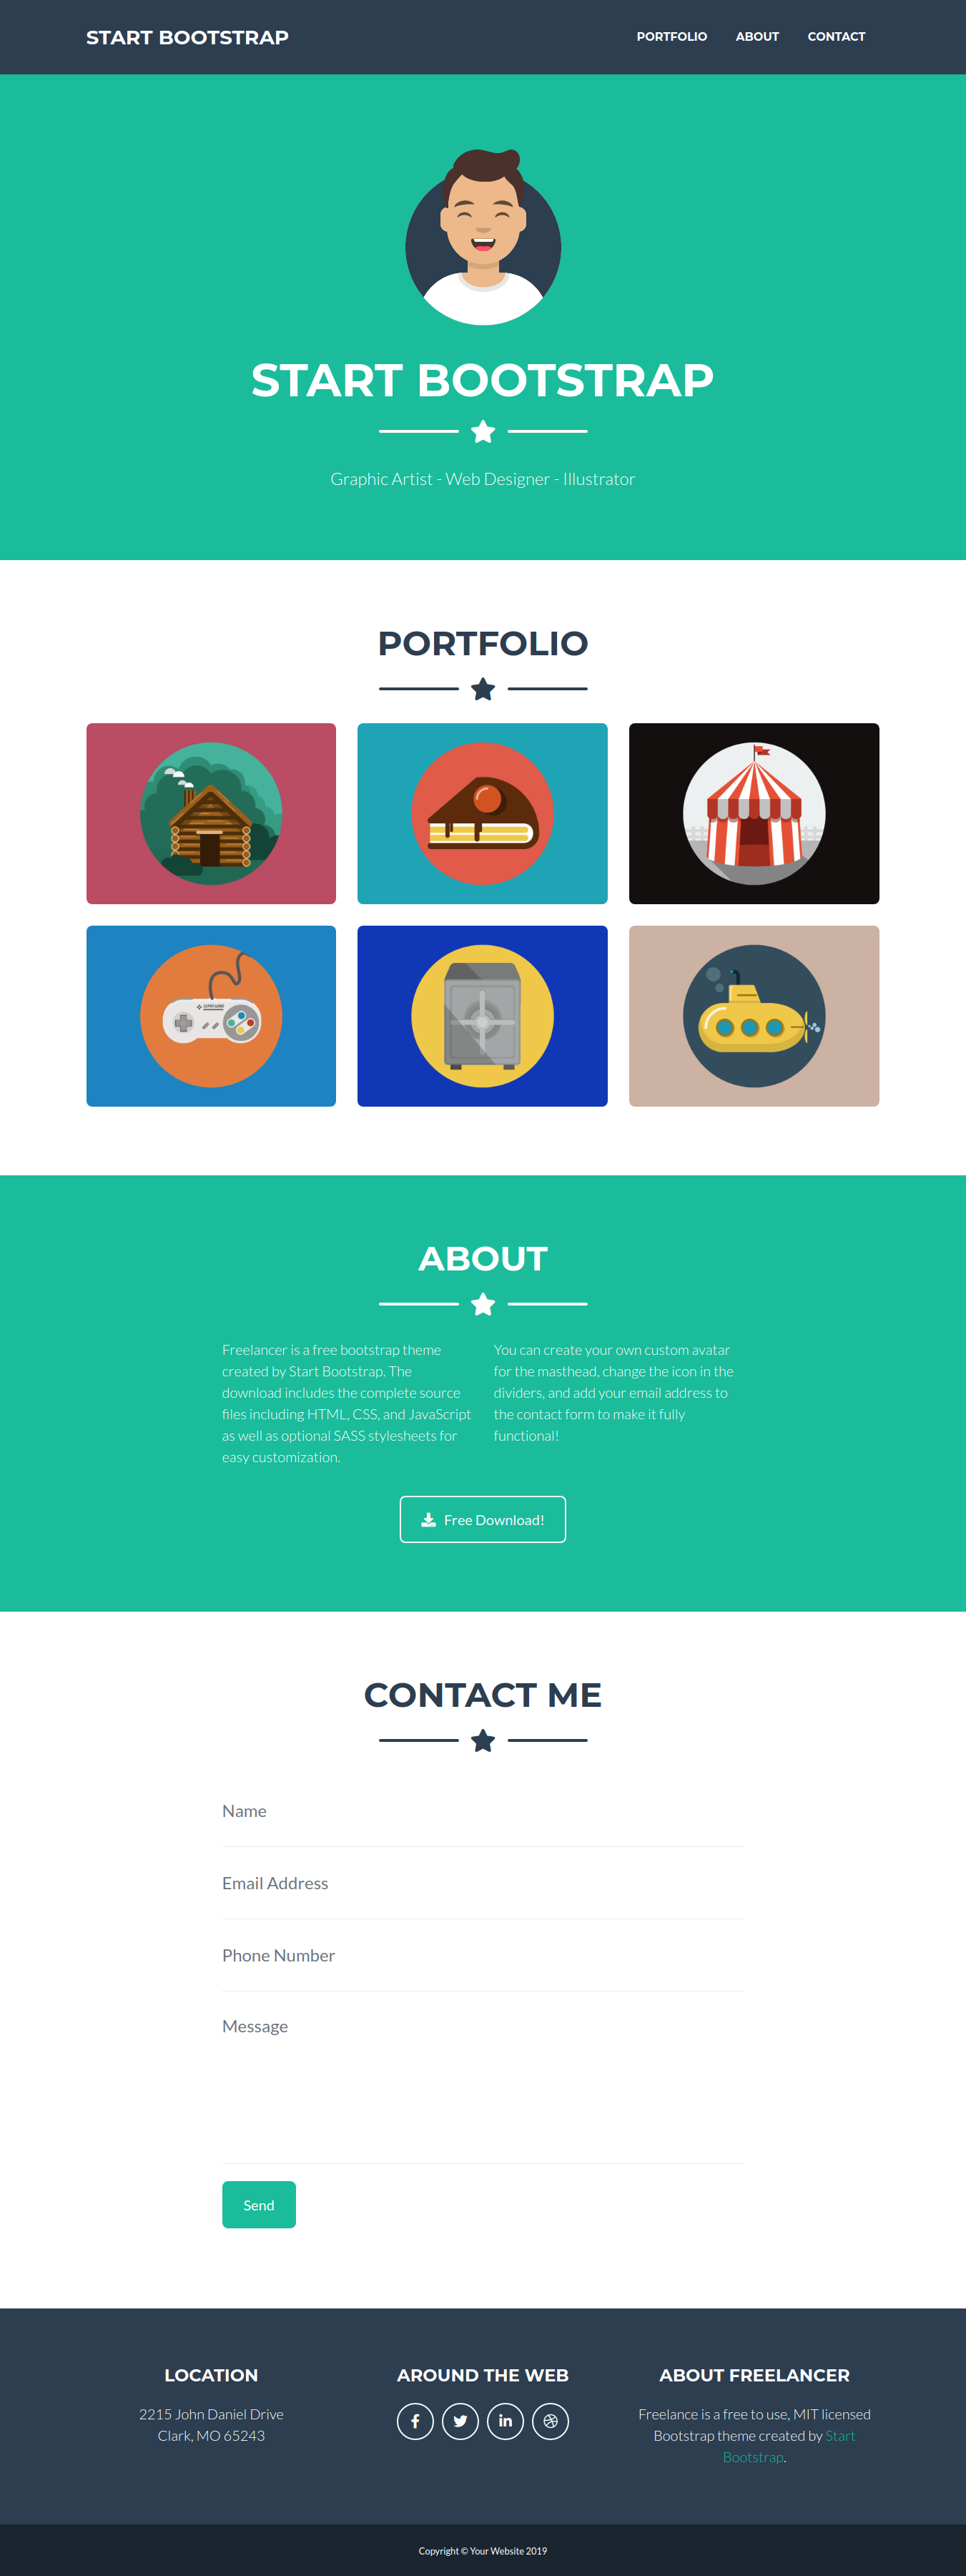 START BOOTSTRAP
PORTFOLIO ABOUT CONTACT
START BOOTSTRAP
Graphic Artist - Web Designer - Illustrator
PORTFOLIO
SUPER GAME
ABOUT
Freelancer is a free bootstrap theme
created by Start Bootstrap. The
download includes the complete source
files including HTML, CSS, and JavaScript
as well as optional SASS stylesheets for
easy customization.
You can create your own custom avatar
for the masthead, change the icon in the
dividers, and add your email address to
the contact form to make it fully
functional!
Free Download!
CONTACT ME
Name
Email Address
Phone Number
Message
Send
LOCATION
2215 John Daniel Drive
Clark, MO 65243
AROUND THE WEB
ABOUT FREELANCER
Freelance is a free to use, MIT licensed
Bootstrap theme created by Start
Bootstrap.
Copyright © Your Website 2019